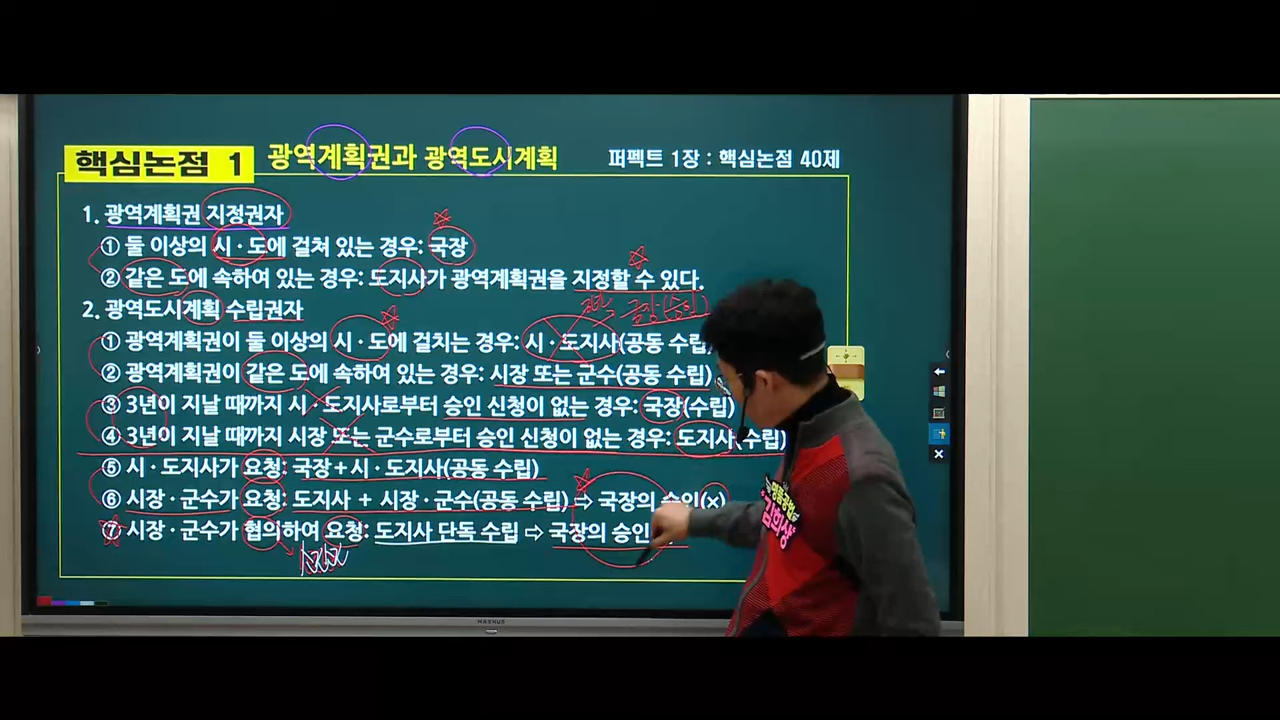 핵심논점 1 광역계획권과 광역도시계획 퍼펙트 1장 : 핵심논점 40제
1. 광역계획권 지정권자
① 둘 이상의 시·도에 걸쳐 있는 경우: 국장
② 같은 도에 속하여 있는 경우: 도지사가 광역계획권을 지정할 수 있다.
국장(승인)
2. 광역도시계획 수립권자
① 광역계획권이 둘 이상의 시·도에 걸치는 경우: 시·도지사(공동 수립)
② 광역계획권이 같은 도에 속하여 있는 경우: 시장 또는 군수(공동 수립)
③ 3년이 지날 때까지 시·도지사로부터 승인 신청이 없는 경우: 국장(수립)
④ 3년이 지날 때까지 시장 또는 군수로부터 승인 신청이 없는 경우: 도지사(수립)
⑤ 시·도지사가 요청: 국장+시·도지사(공동 수립)
⑥ 시장·군수가 요청: 도지사 + 시장·군수(공동 수립) ⇨ 국장의 승인(×)
⑦ 시장·군수가 협의하여 요청: 도지사 단독 수립 ⇨ 국장의 승인
김희상
MAXHUB